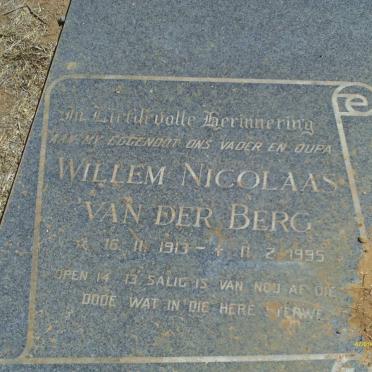 In Liefdevolle Herinnering
AAN MY EGGENOOT ONS VADER EN OUPA
WILLEM NICOLAAS
VAN DER BERG
* 16. 11. 1913 - + 11. 2. 1995
OPEN 14 13 SALIG IS VAN NOU AF DIE
DODE WAT IN DIE HERE STERWE